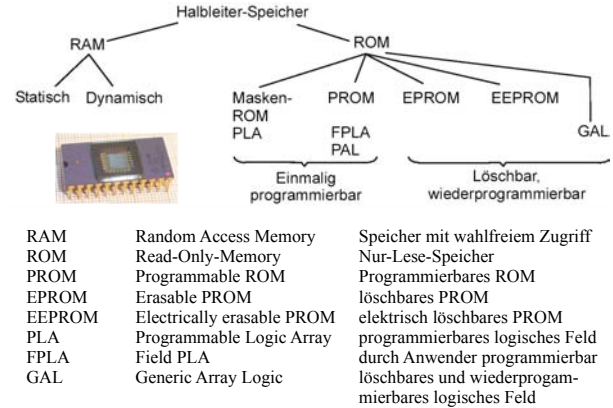 Halbleiter-Speicher
RAM ROM
Statisch Dynamisch Masken- PROM EPROM EEPROM
ROM
PLA FPLA GAL
PAL
Einmalig Löschbar,
programmierbar wiederprogrammierbar
RAM Random Access Memory Speicher mit wahlfreiem Zugriff
ROM Read-Only-Memory Nur-Lese-Speicher
PROM Programmable ROM Programmierbares ROM
EPROM Erasable PROM löschbares PROM
EEPROM Electrically erasable PROM elektrisch löschbares PROM
PLA Programmable Logic Array programmierbares logisches Feld
FPLA Field PLA durch Anwender programmierbar
GAL Generic Array Logic löschbares und wiederprogam-
mierbares logisches Feld